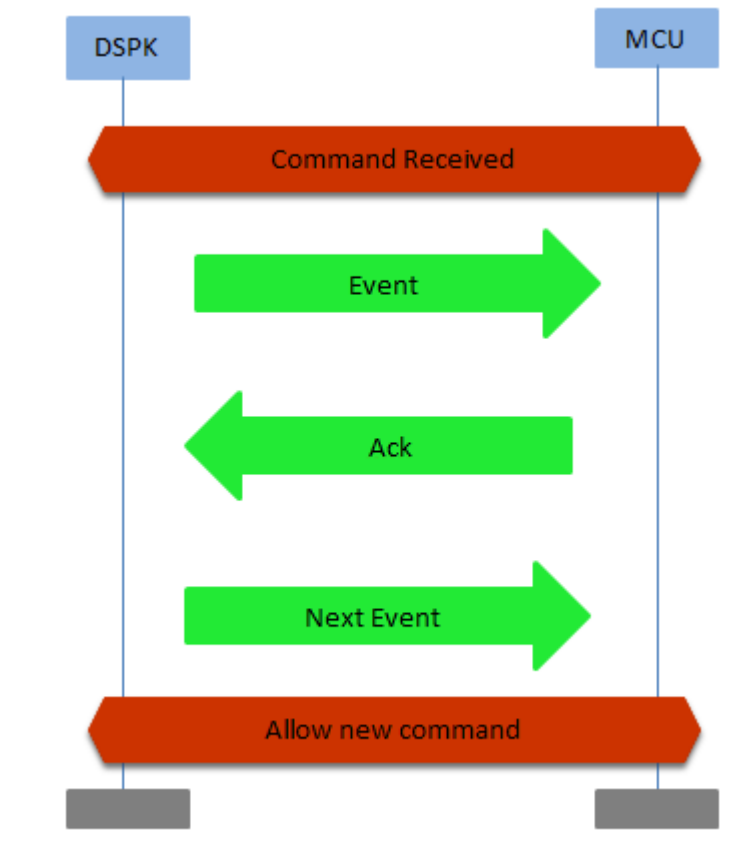 DSPK
MCU
Command Received
Event
Ack
Next Event
Allow new command